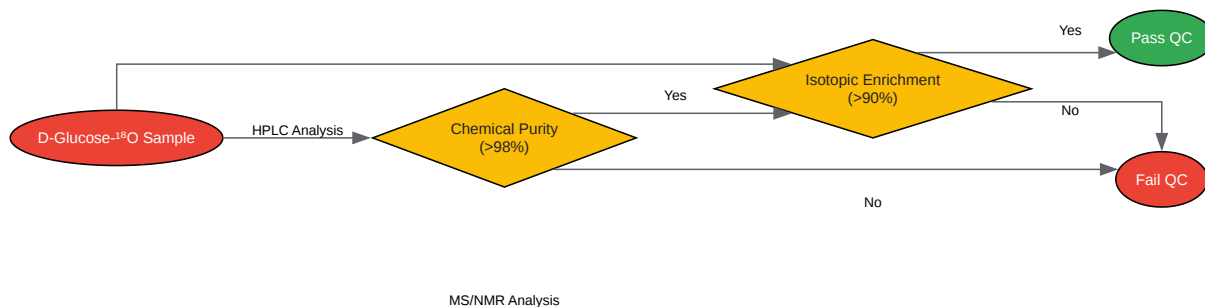 Yes
Pass QC
Isotopic Enrichment
(>90%)
Yes
No
D-Glucose-¹⁸O Sample
HPLC Analysis
Chemical Purity
(>98%)
Fail QC
No
MS/NMR Analysis